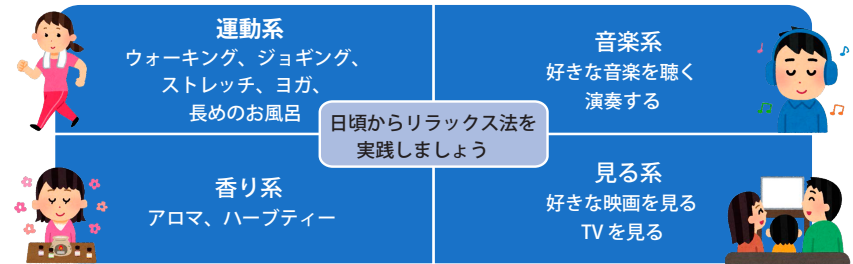 運動系
ウォーキング、ジョギング、
ストレッチ、ヨガ、
長めのお風呂
音楽系
好きな音楽を聴く
演奏する
日頃からリラックス法を
実践しましょう
香り系
アロマ、ハーブティー
見る系
好きな映画を見る
TVを見る